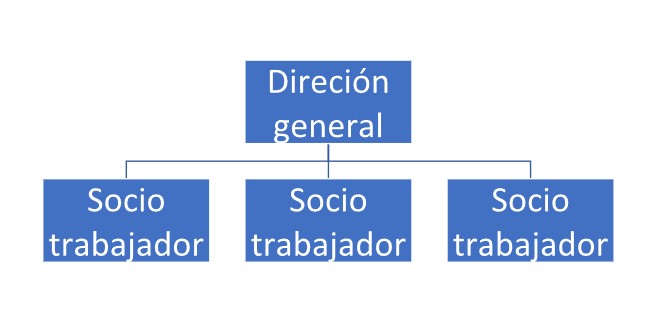 Direción
general
Socio
trabajador
Socio
trabajador
Socio
trabajador